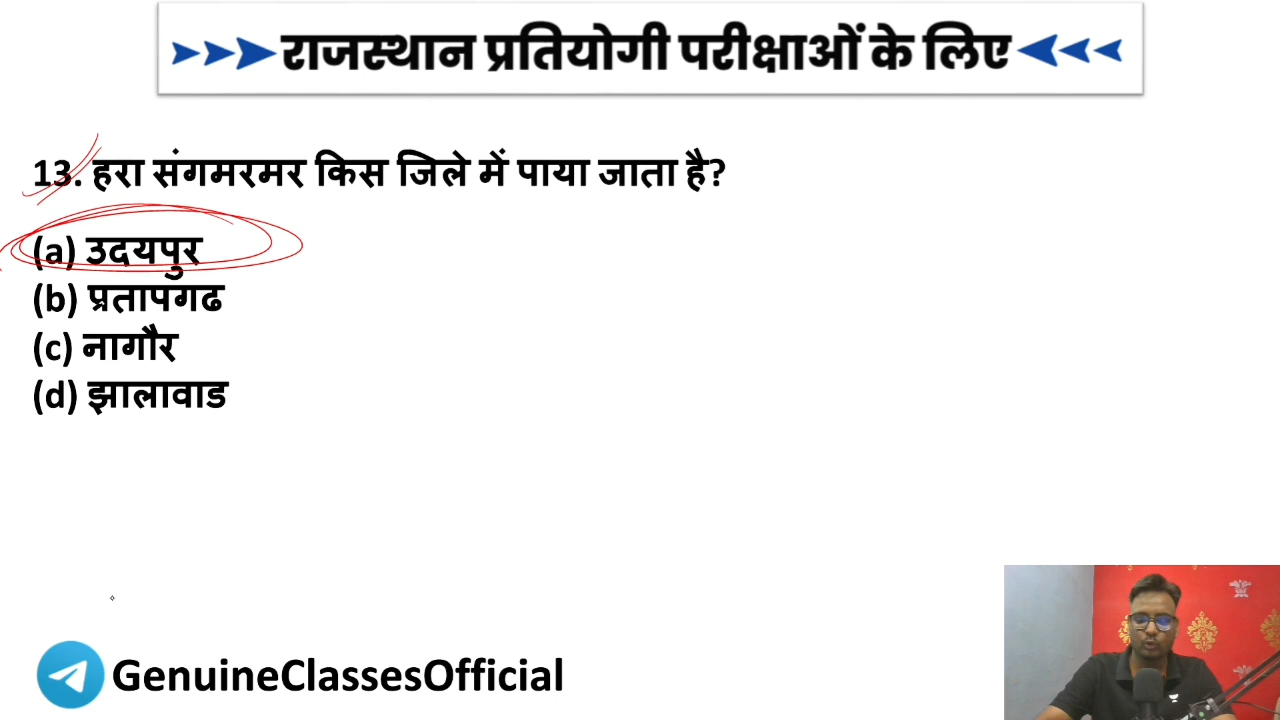 राजस्थान प्रतियोगी परीक्षाओं के लिए
13. हरा संगमरमर किस जिले में पाया जाता है?
(a) उदयपुर
(b) प्रतापगढ
(c) नागौर
(d) झालावाड
GenuineClassesOfficial